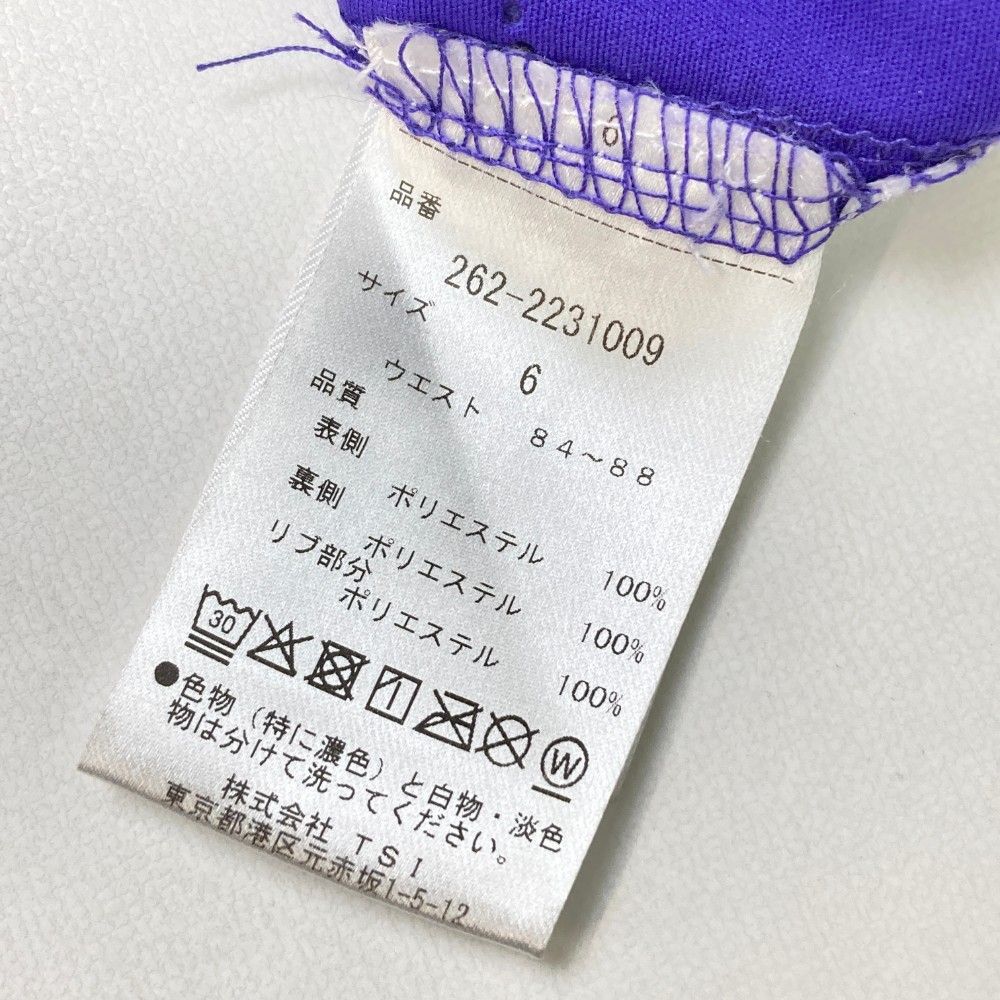 6
品番
262-2231009
サイズ
6
ウエスト 84~88
品質
表側
ポリエステル 100%
裏側
ポリエステル 100%
リブ部分
ポリエステル 100%
30 W
●色物(特に濃色)と白物・淡色
物は分けて洗ってください。
株式会社 TSI
東京都港区元赤坂1-5-12